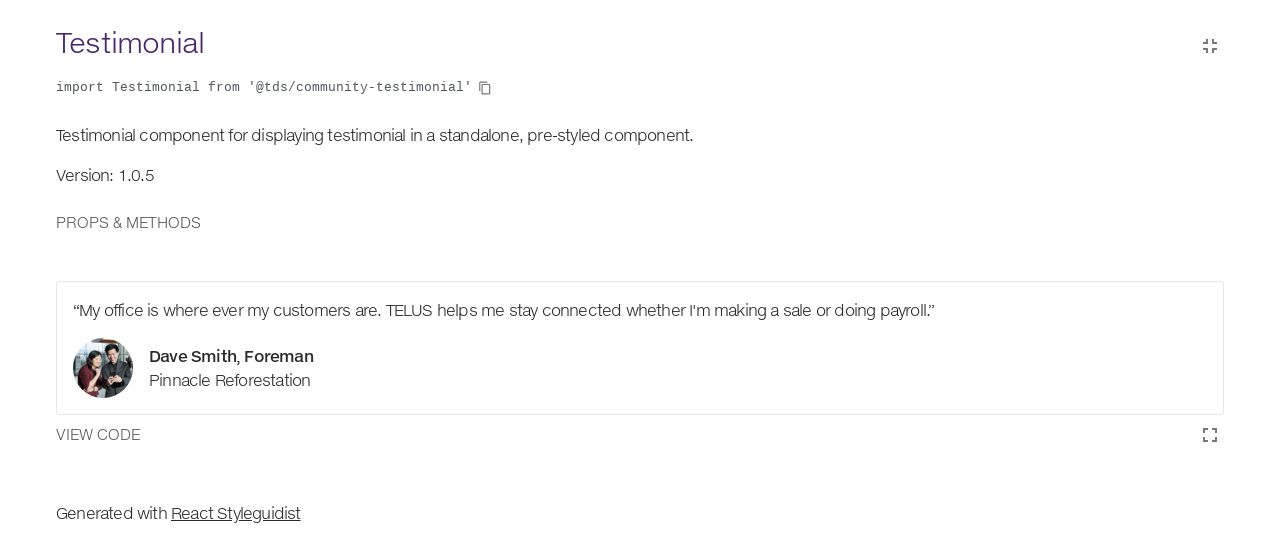 Testimonial
import Testimonial from '@tds/community-testimonial'
Testimonial component for displaying testimonial in a standalone, pre-styled component.
Version: 1.0.5
PROPS & METHODS
“My office is where ever my customers are. TELUS helps me stay connected whether I'm making a sale or doing payroll.”
Dave Smith, Foreman
Pinnacle Reforestation
VIEW CODE
Generated with React Styleguidist